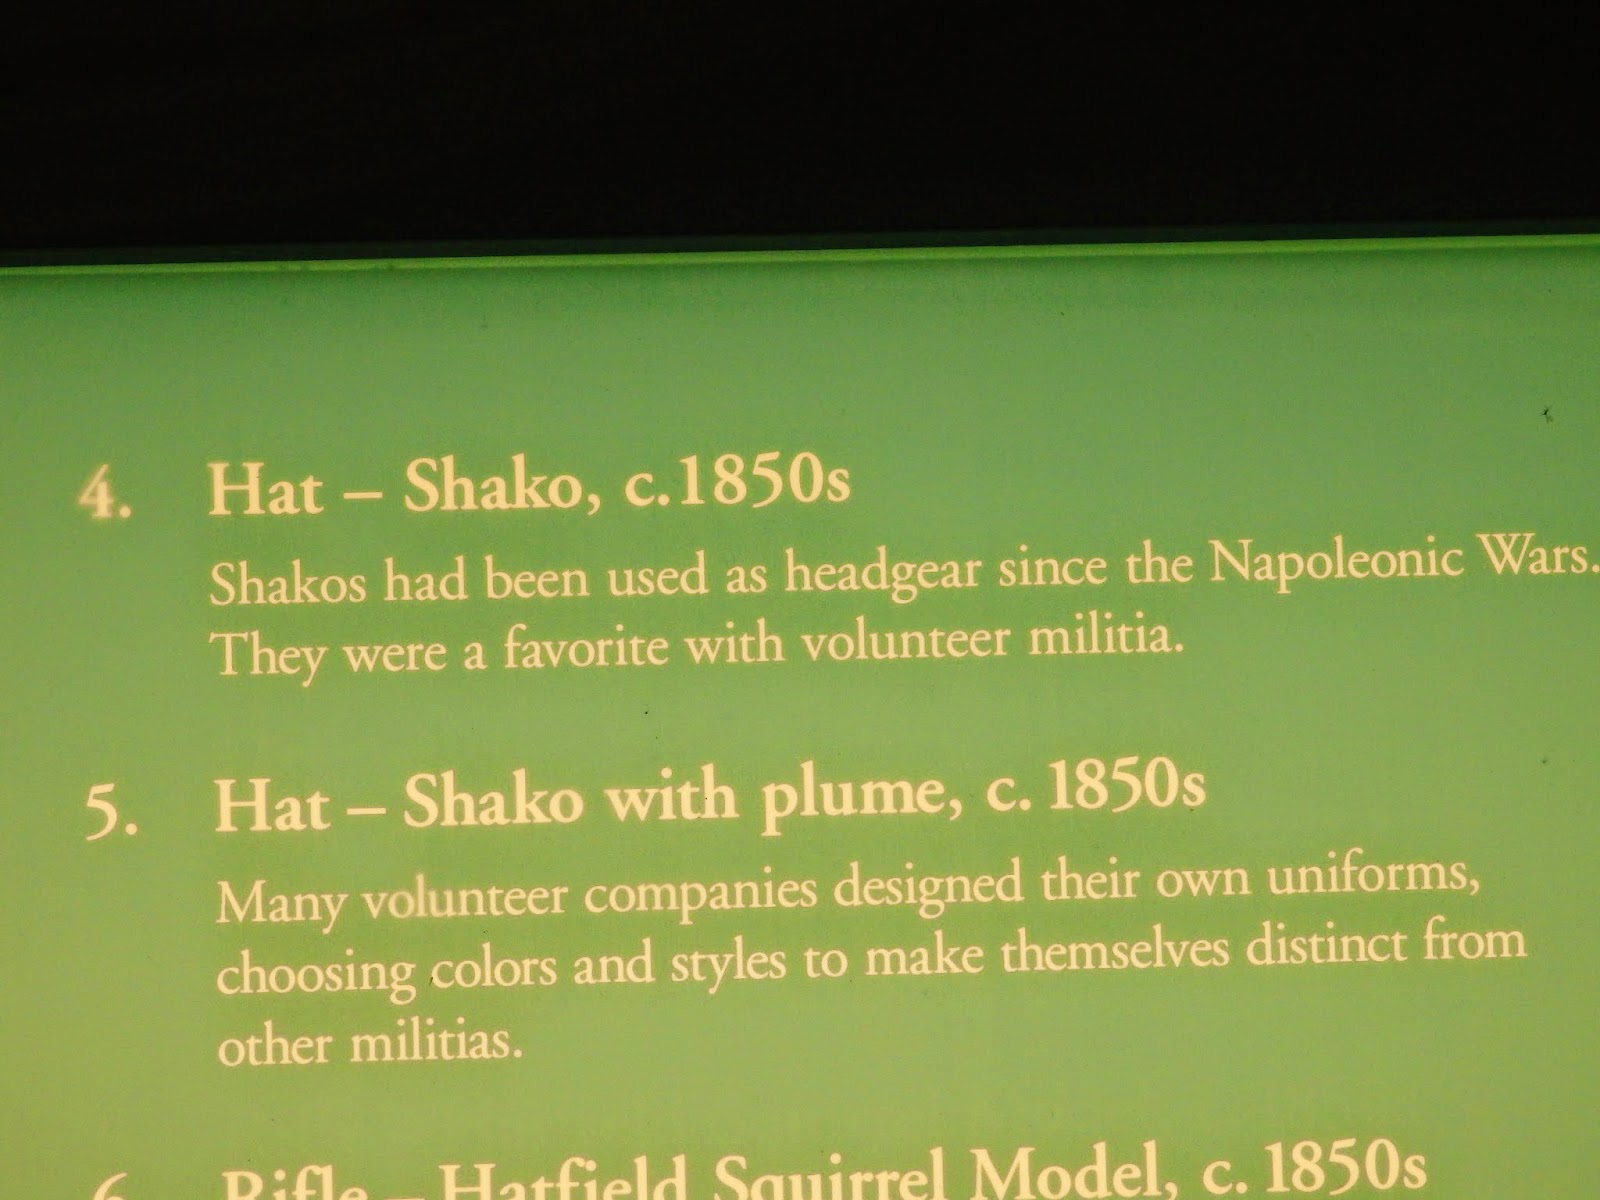 4. Hat – Shako, c.1850s
Shakos had been used as headgear since the Napoleonic Wars.
They were a favorite with volunteer militia.
5. Hat – Shako with plume, c. 1850s
Many volunteer companies designed their own uniforms,
choosing colors and styles to make themselves distinct from
other militias.
6. Rifle – Hatfield Squirrel Model, c. 1850s